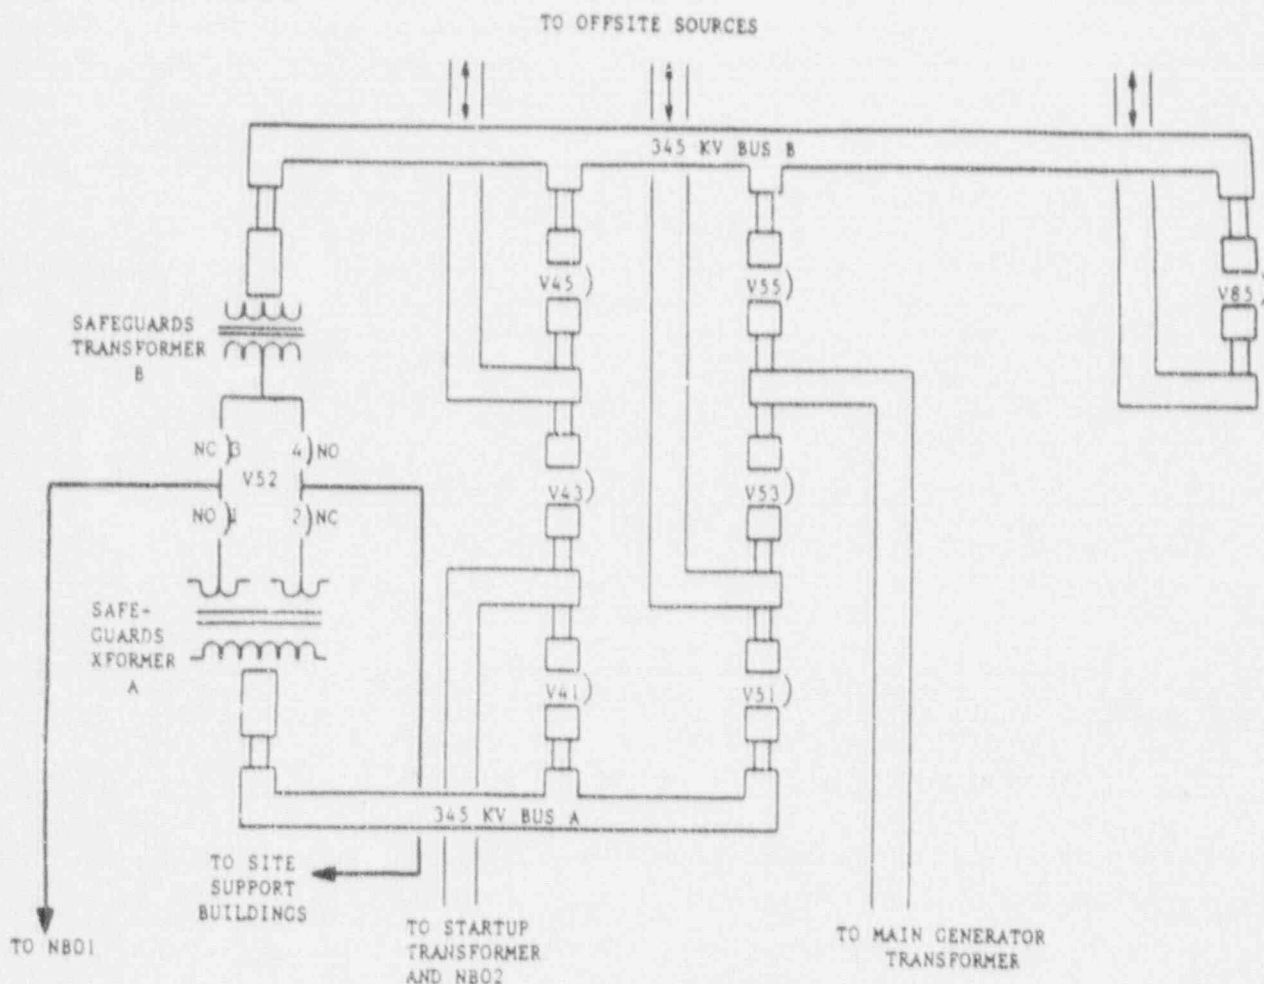 TO OFFSITE SOURCES
345 KV BUS B
V45
V55
V85
SAFEGUARDS
TRANSFORMER
B
NC 3
4 NO
V52
NO 1
2 NC
V43
V53
SAFE-
GUARDS
XFORMER
A
V41
V51
345 KV BUS A
TO SITE
SUPPORT
BUILDINGS
TO NB01
TO STARTUP
TRANSFORMER
AND NB02
TO MAIN GENERATOR
TRANSFORMER